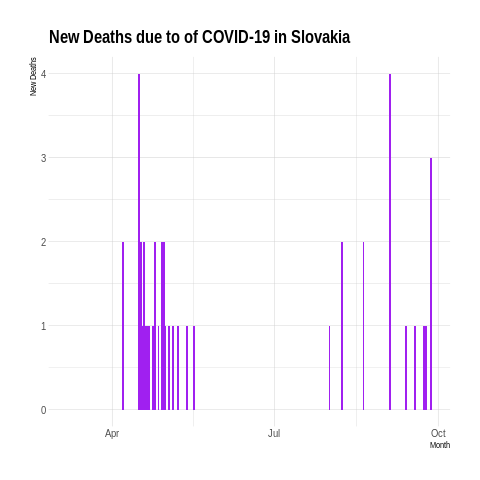 New Deaths due to of COVID-19 in Slovakia
New Deaths
4
3
2
1
0
Apr
Jul
Oct
Month